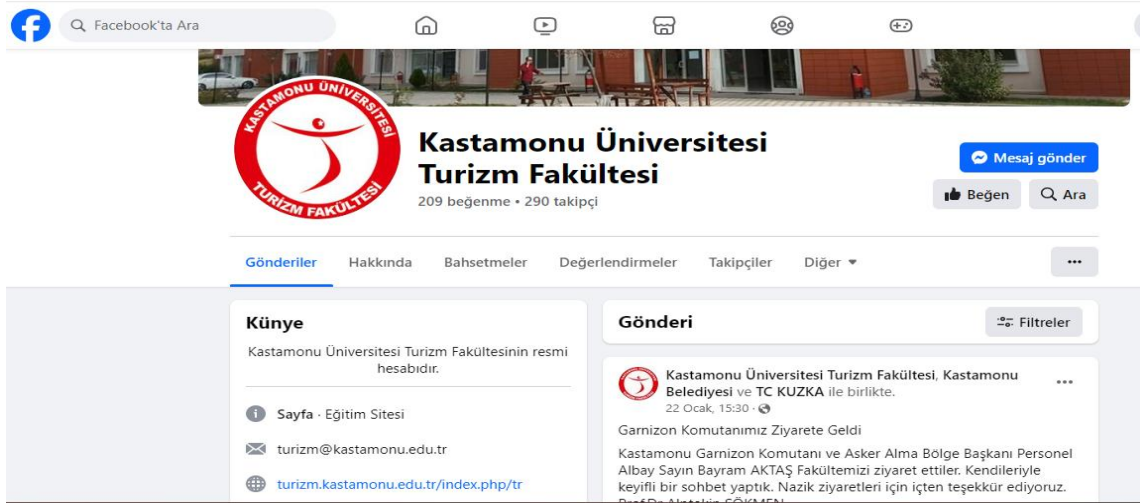 Facebook'ta Ara
KASTAMONU ÜNİVERSİTESİ
TURİZM FAKÜLTESİ
Kastamonu Üniversitesi
Turizm Fakültesi
209 beğenme • 290 takipçi
Mesaj gönder
Beğen
Ara
Gönderiler
Hakkında
Bahsetmeler
Değerlendirmeler
Takipçiler
Diğer
Künye
Kastamonu Üniversitesi Turizm Fakültesinin resmi
hesabıdır.
Sayfa · Eğitim Sitesi
turizm@kastamonu.edu.tr
turizm.kastamonu.edu.tr/index.php/tr
Gönderi
Filtreler
Kastamonu Üniversitesi Turizm Fakültesi, Kastamonu
Belediyesi ve TC KUZKA ile birlikte.
22 Ocak, 15:30 ·
Garnizon Komutanımız Ziyarete Geldi
Kastamonu Garnizon Komutanı ve Asker Alma Bölge Başkanı Personel
Albay Sayın Bayram AKTAŞ Fakültemizi ziyaret ettiler. Kendileriyle
keyifli bir sohbet yaptık. Nazik ziyaretleri için içten teşekkür ediyoruz.
Prof.Dr. Alptekin SÖKMEN